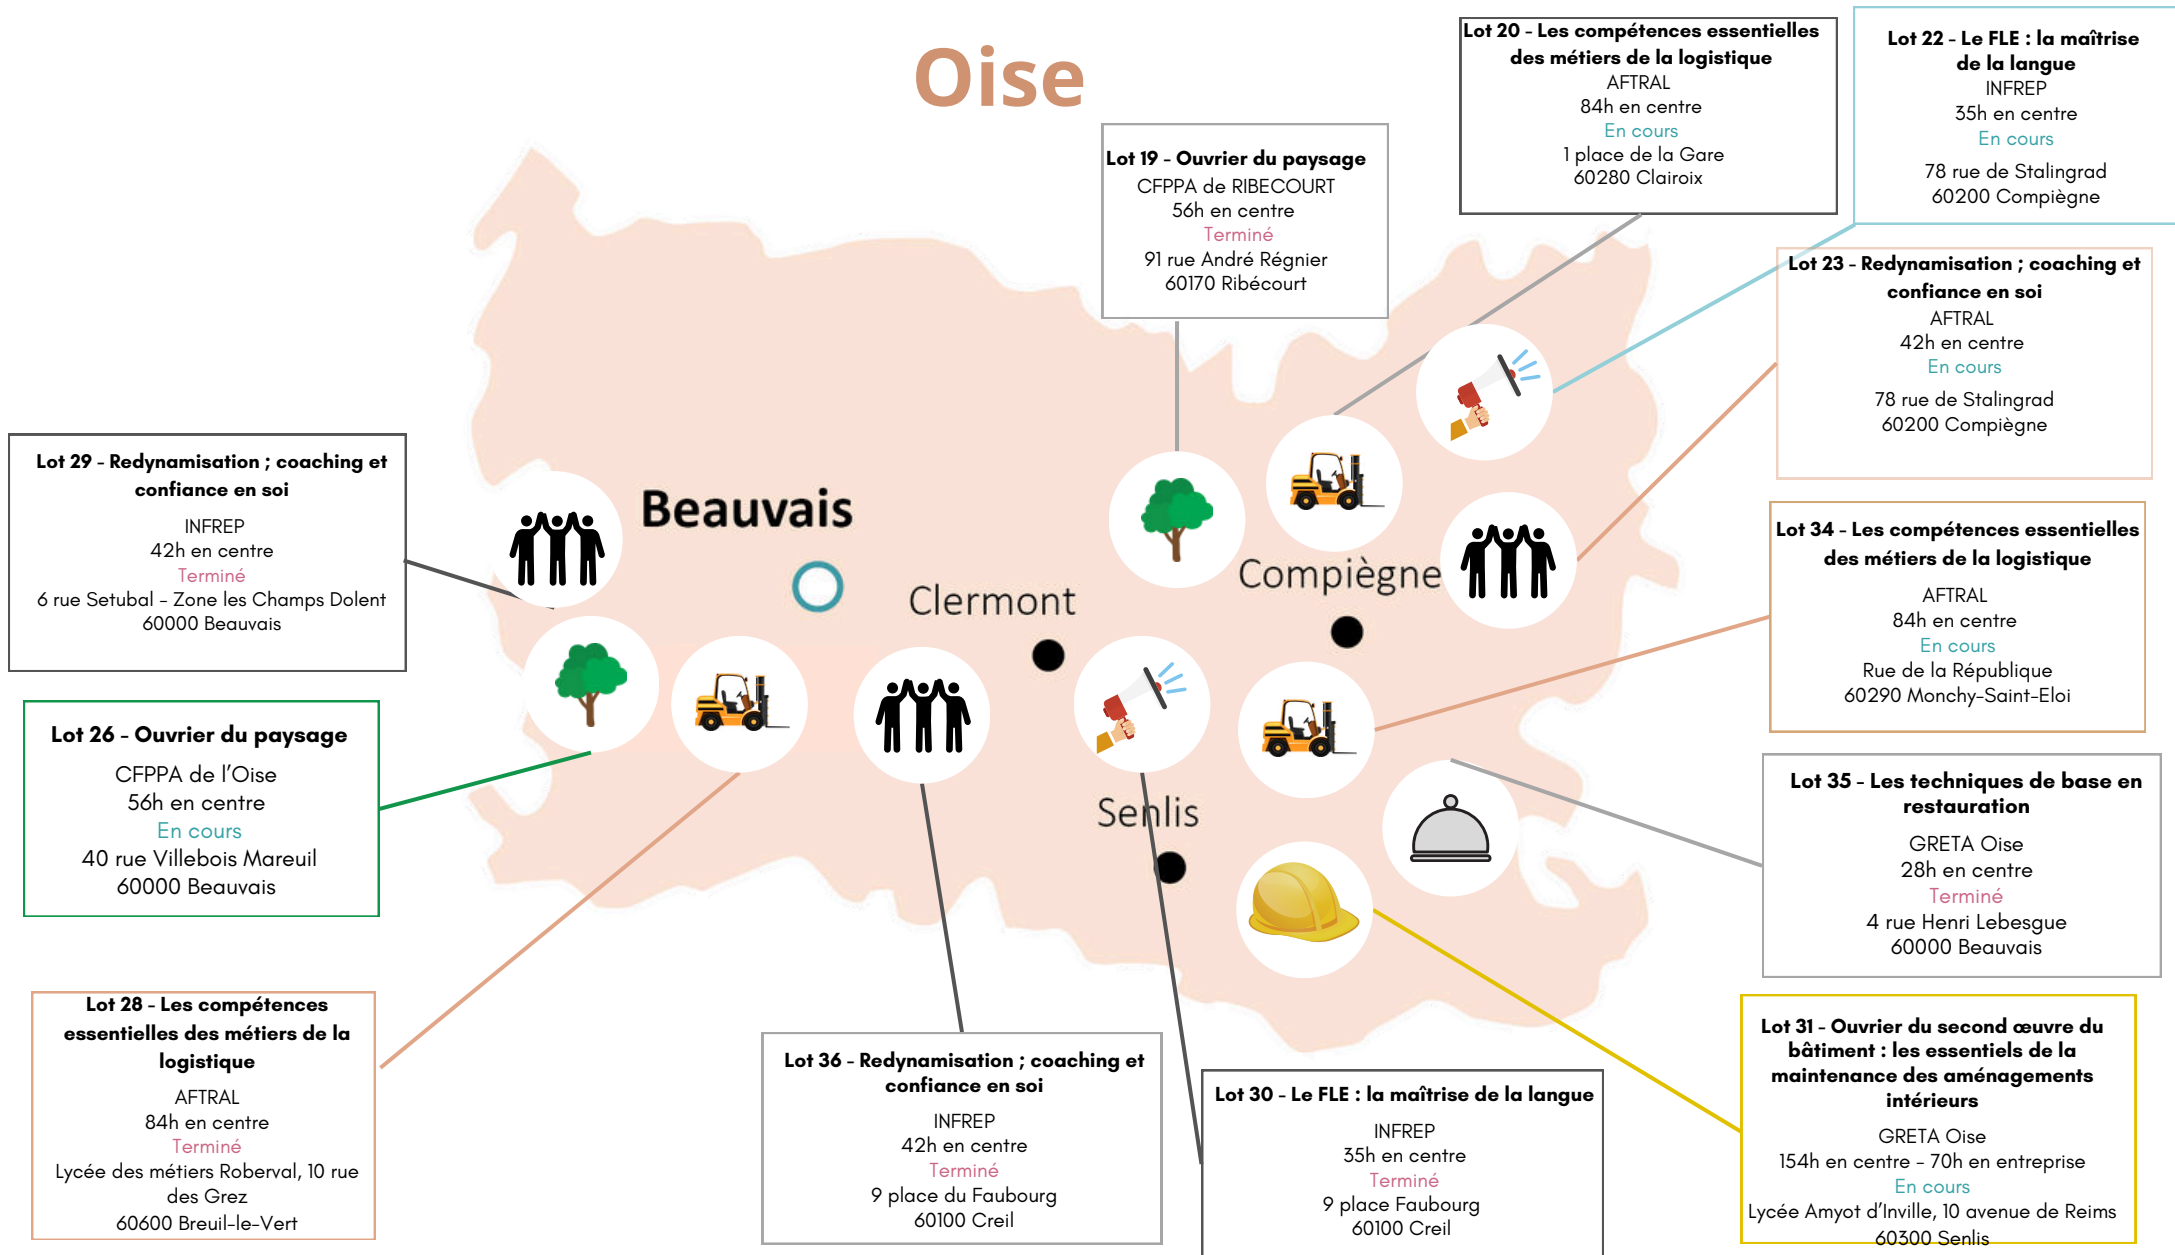 Oise
Lot 20 - Les compétences essentielles
des métiers de la logistique
AFTRAL
84h en centre
En cours
1 place de la Gare
60280 Clairoix
Lot 22 - Le FLE : la maîtrise
de la langue
INFREP
35h en centre
En cours
78 rue de Stalingrad
60200 Compiègne
Lot 19 - Ouvrier du paysage
CFPPA de RIBECOURT
56h en centre
Terminé
91 rue André Régnier
60170 Ribécourt
Lot 23 - Redynamisation ; coaching et
confiance en soi
AFTRAL
42h en centre
En cours
78 rue de Stalingrad
60200 Compiègne
Lot 29 - Redynamisation ; coaching et
confiance en soi
INFREP
42h en centre
Terminé
6 rue Setubal - Zone les Champs Dolent
60000 Beauvais
Beauvais
Clermont
Compiègne
Senlis
Lot 34 - Les compétences essentielles
des métiers de la logistique
AFTRAL
84h en centre
En cours
Rue de la République
60290 Monchy-Saint-Eloi
Lot 26 - Ouvrier du paysage
CFPPA de l'Oise
56h en centre
En cours
40 rue Villebois Mareuil
60000 Beauvais
Lot 35 - Les techniques de base en
restauration
GRETA Oise
28h en centre
Terminé
4 rue Henri Lebesgue
60000 Beauvais
Lot 28 - Les compétences
essentielles des métiers de la
logistique
AFTRAL
84h en centre
Terminé
Lycée des métiers Roberval, 10 rue
des Grez
60600 Breuil-le-Vert
Lot 36 - Redynamisation ; coaching et
confiance en soi
INFREP
42h en centre
Terminé
9 place du Faubourg
60100 Creil
Lot 30 - Le FLE : la maîtrise de la langue
INFREP
35h en centre
Terminé
9 place Faubourg
60100 Creil
Lot 31 - Ouvrier du second œuvre du
bâtiment : les essentiels de la
maintenance des aménagements
intérieurs
GRETA Oise
154h en centre - 70h en entreprise
En cours
Lycée Amyot d'Inville, 10 avenue de Reims
60300 Senlis